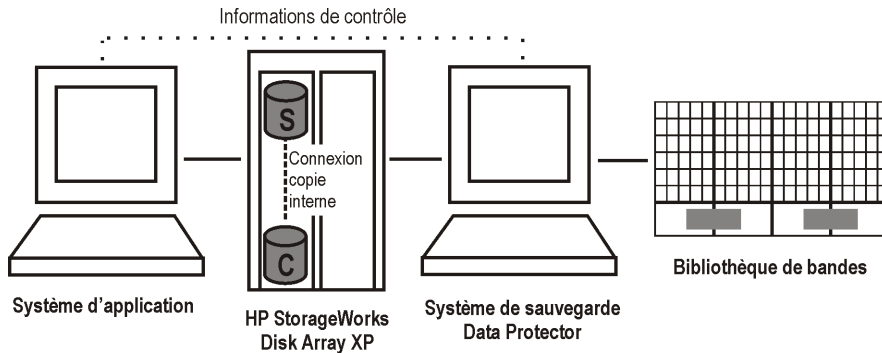 Informations de contrôle
S
Connexion
copie
interne
C
Système d'application
HP StorageWorks
Disk Array XP
Système de sauvegarde
Data Protector
Bibliothèque de bandes